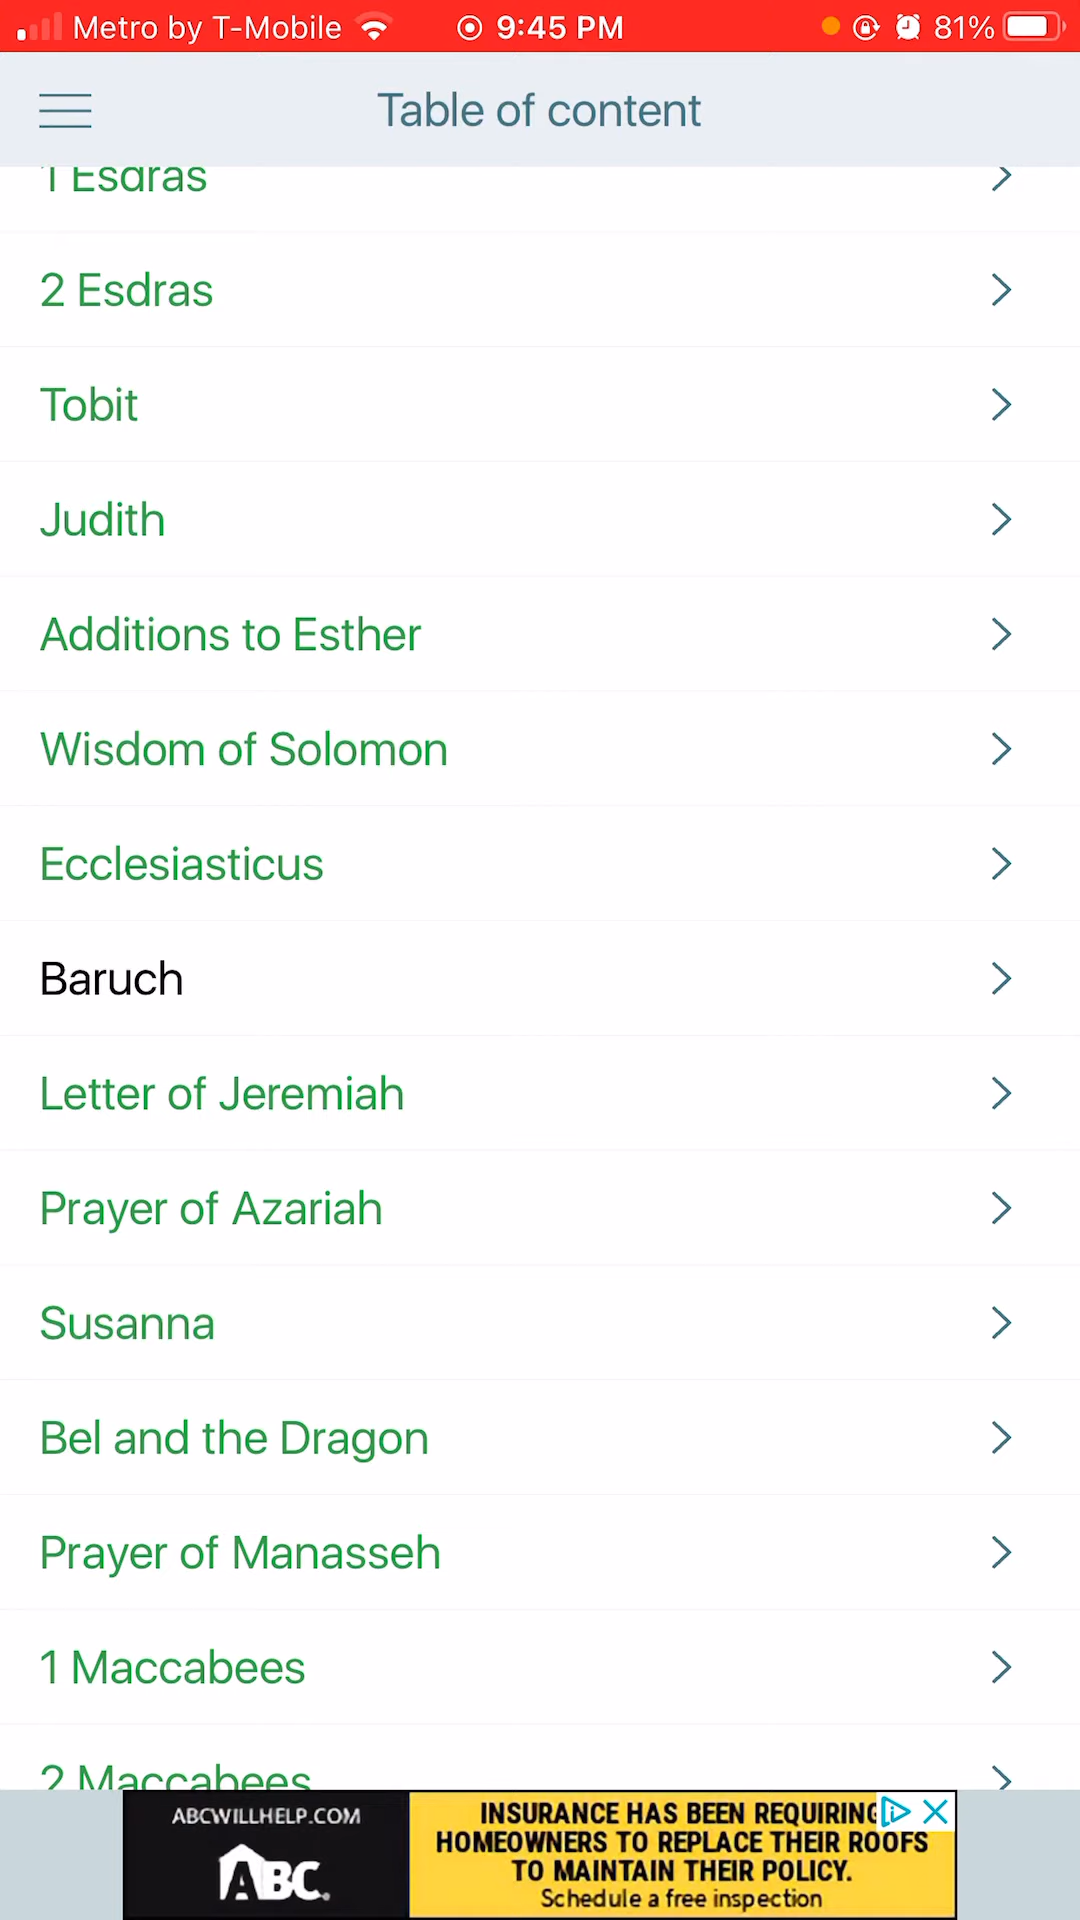 Metro by T-Mobile 9:45 PM 81%
Table of content
1 Esdras
2 Esdras
Tobit
Judith
Additions to Esther
Wisdom of Solomon
Ecclesiasticus
Baruch
Letter of Jeremiah
Prayer of Azariah
Susanna
Bel and the Dragon
Prayer of Manasseh
1 Maccabees
2 Maccabees
ABCWILLHELP.COM
ABC.
INSURANCE HAS BEEN REQUIRING
HOMEOWNERS TO REPLACE THEIR ROOFS
TO MAINTAIN THEIR POLICY.
Schedule a free inspection